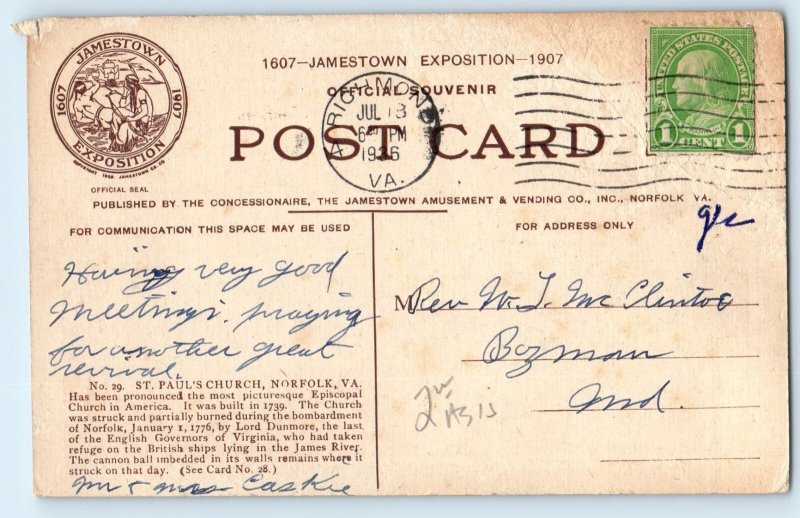 1607—JAMESTOWN EXPOSITION—1907
OFFICIAL SOUVENIR
POST CARD
JAMESTOWN
1607 1907
EXPOSITION
OFFICIAL SEAL
RICHMOND
JUL 18
6 PM
1926
VA.
UNITED STATES POSTAGE
FRANKLIN
1 CENT 1
PUBLISHED BY THE CONCESSIONAIRE, THE JAMESTOWN AMUSEMENT & VENDING CO., INC., NORFOLK VA.
FOR COMMUNICATION THIS SPACE MAY BE USED
FOR ADDRESS ONLY
Having very good
Meetings. praying
for another great
revival.
No. 29. ST. PAUL'S CHURCH, NORFOLK, VA.
Has been pronounced the most picturesque Episcopal
Church in America. It was built in 1739. The Church
was struck and partially burned during the bombardment
of Norfolk, January 1, 1776, by Lord Dunmore, the last
of the English Governors of Virginia, who had taken
refuge on the British ships lying in the James River.
The cannon ball imbedded in its walls remains where it
struck on that day. (See Card No. 28.)
Mr & Mrs Caskie
M Rev W. L. McClintoc
Bozman
Md.